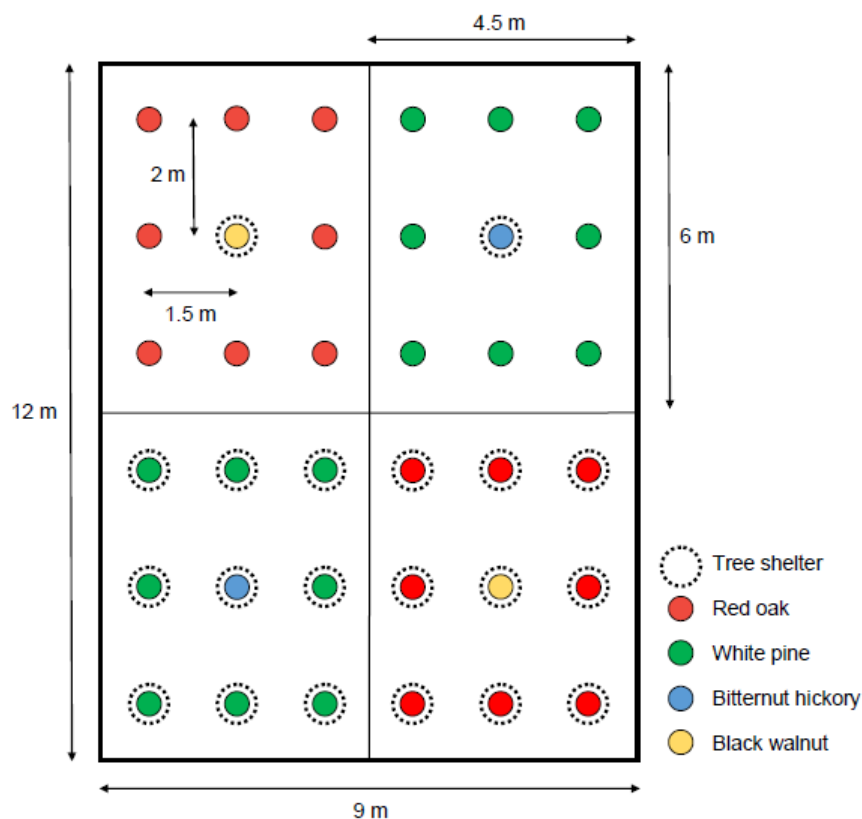 4.5 m
2 m
6 m
1.5 m
12 m
Tree shelter
Red oak
White pine
Bitternut hickory
Black walnut
9 m